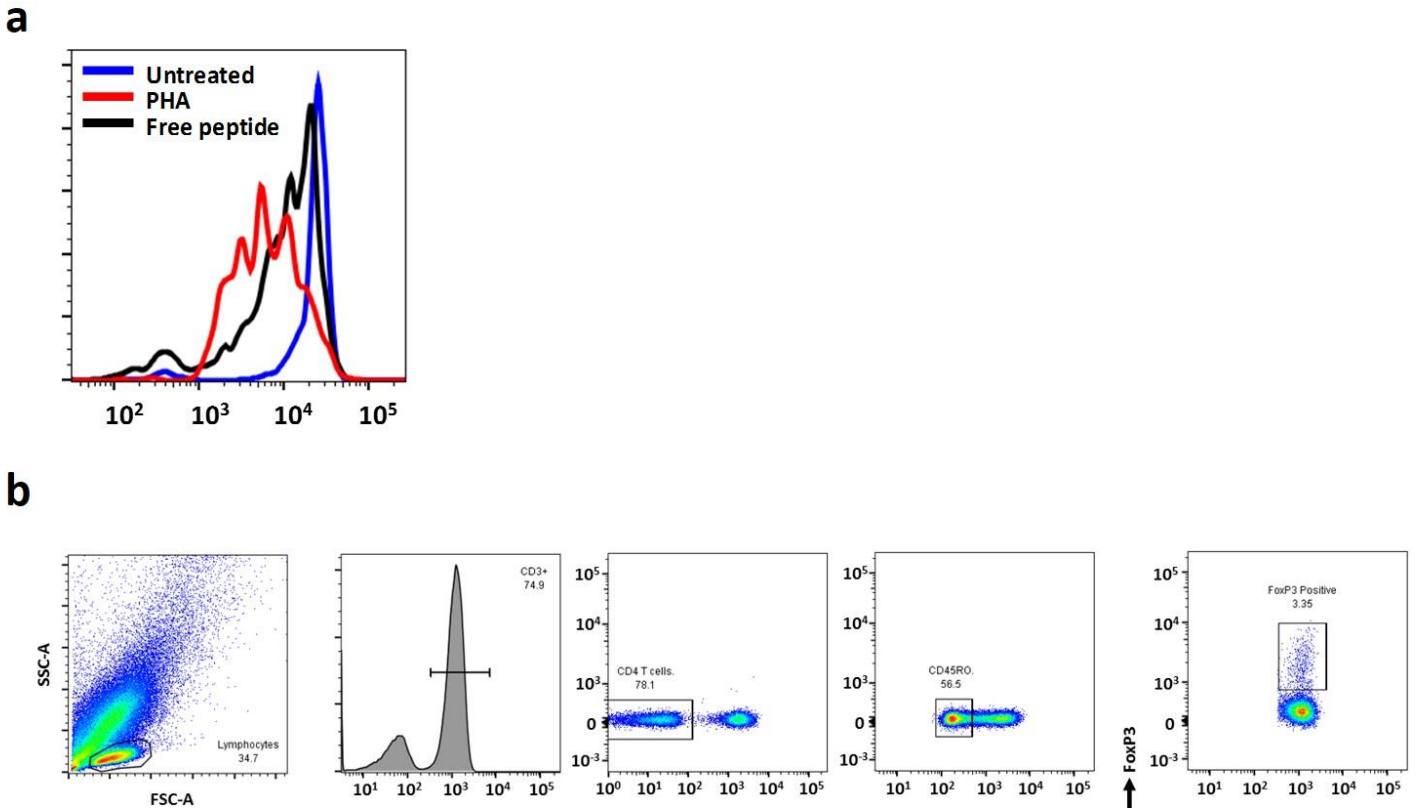 a
Untreated
PHA
Free peptide
10² 10³ 10⁴ 10⁵
b
SSC-A
Lymphocytes
34.7
FSC-A
CD3+
74.9
10¹ 10² 10³ 10⁴ 10⁵
10⁵
10⁴
10³
0
10⁻³
CD4 T cells.
78.1
10⁰ 10¹ 10² 10³ 10⁴ 10⁵
10⁵
10⁴
10³
0
10⁻³
CD45RO.
56.5
10¹ 10² 10³ 10⁴ 10⁵
FoxP3
10⁵
10⁴
10³
0
10⁻³
FoxP3 Positive
3.35
10¹ 10² 10³ 10⁴ 10⁵